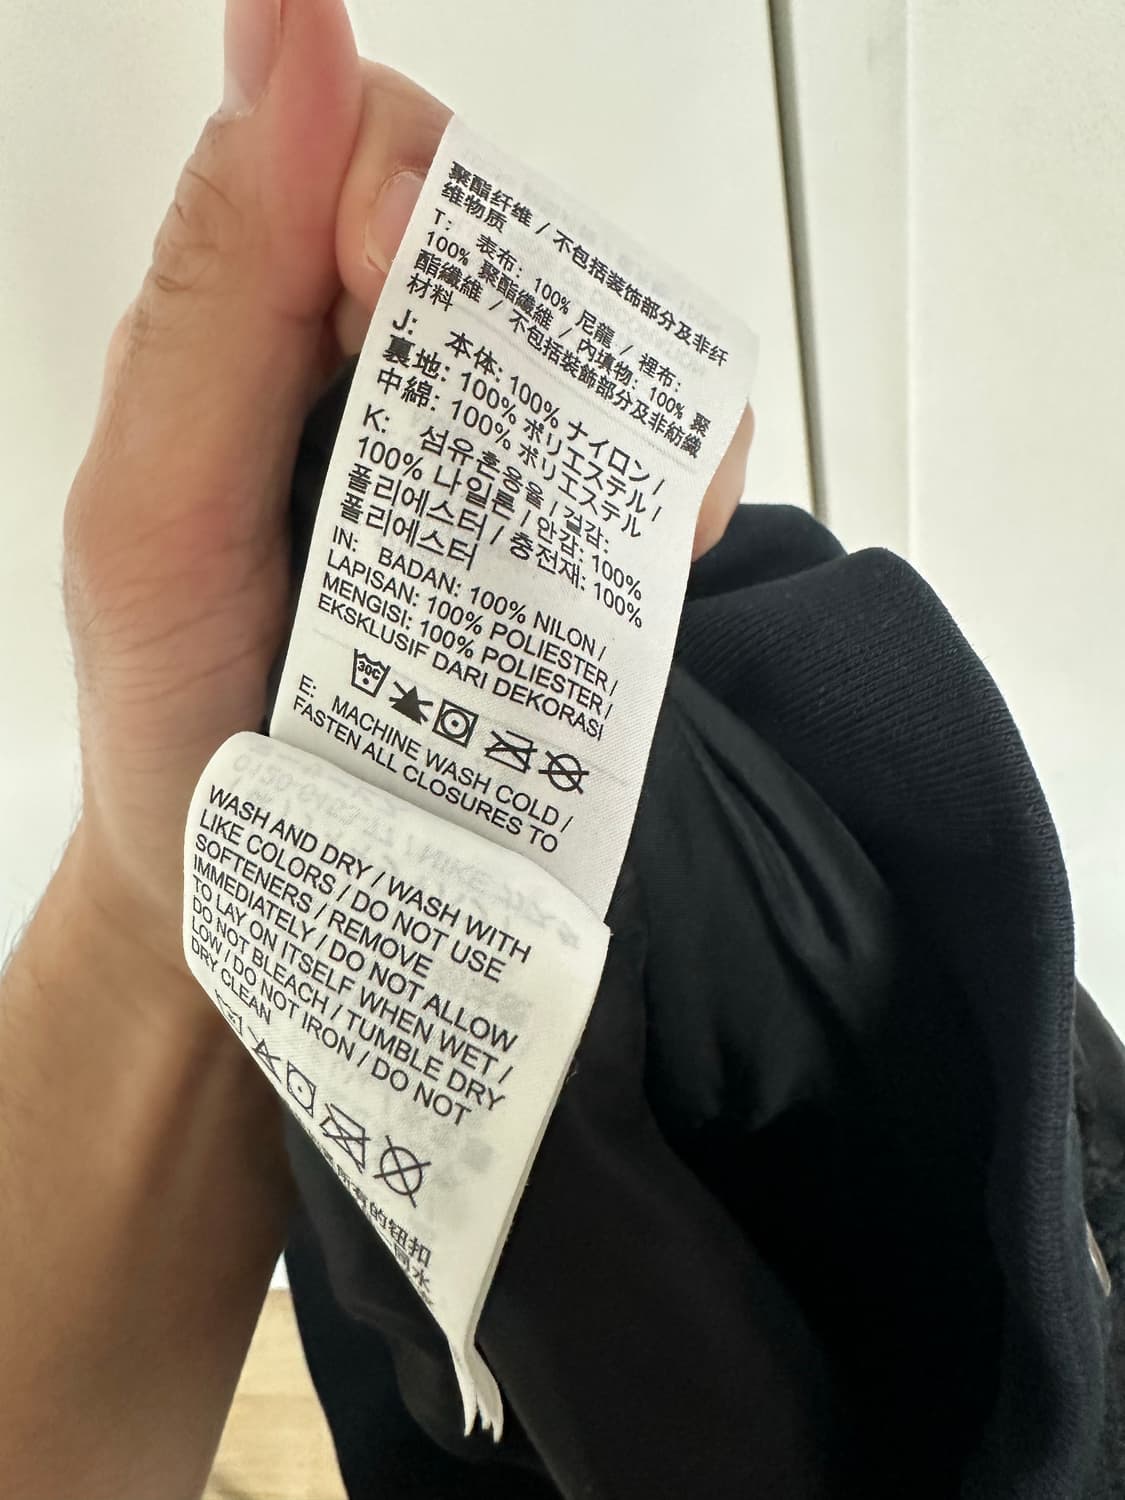 聚酯纤维 / 不包括装饰部分及非纤
维物质
T: 表布: 100% 尼龍 / 裡布:
100% 聚酯纖維 / 內填物: 100% 聚
酯纖維 / 不包括裝飾部分及非紡織
材料
J: 本体: 100% ナイロン /
裏地: 100% ポリエステル /
中綿: 100% ポリエステル
K: 섬유혼용율 / 겉감:
100% 나일론 / 안감: 100%
폴리에스터 / 충전재: 100%
폴리에스터
IN: BADAN: 100% NILON /
LAPISAN: 100% POLIESTER /
MENGISI: 100% POLIESTER /
EKSKLUSIF DARI DEKORASI
30C
E: MACHINE WASH COLD /
FASTEN ALL CLOSURES TO
WASH AND DRY / WASH WITH
LIKE COLORS / DO NOT USE
SOFTENERS / REMOVE
IMMEDIATELY / DO NOT ALLOW
TO LAY ON ITSELF WHEN WET /
DO NOT BLEACH / TUMBLE DRY
LOW / DO NOT IRON / DO NOT
DRY CLEAN
所有的钮扣